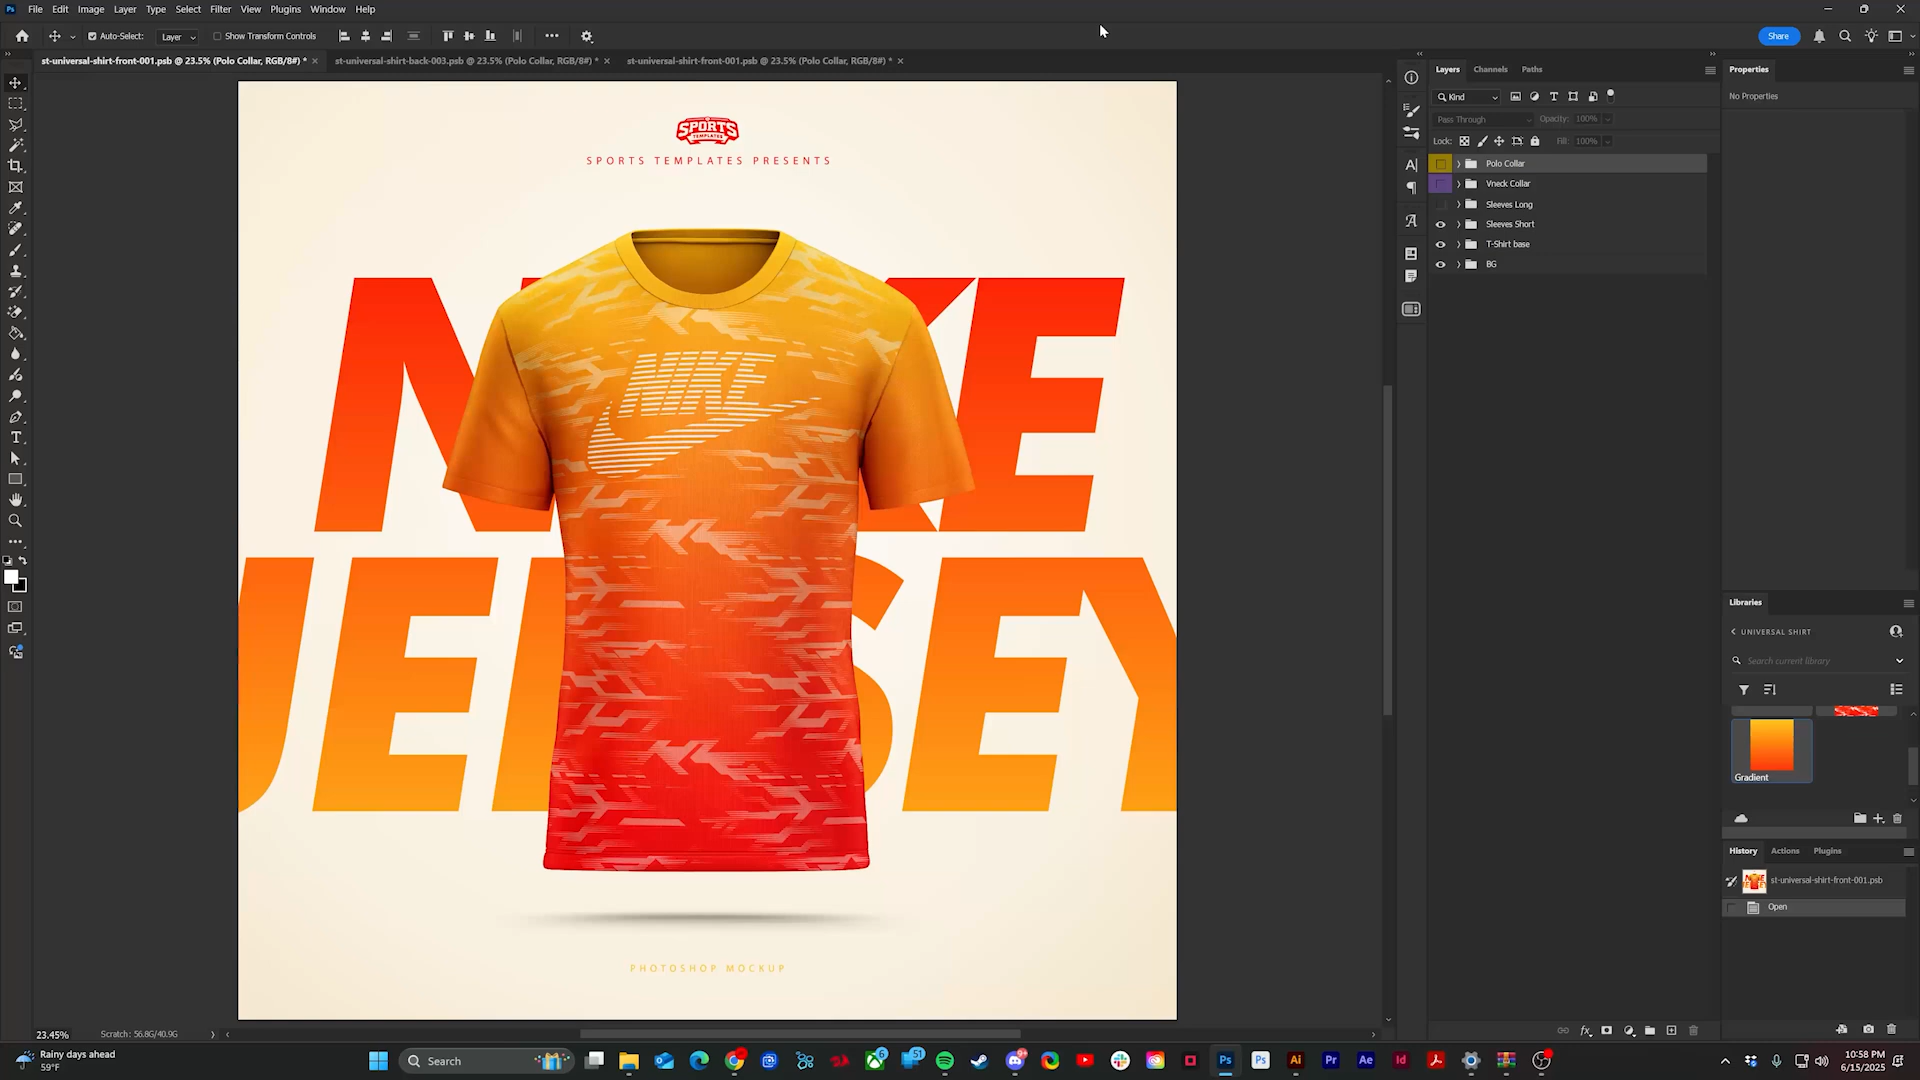 File Edit Image Layer Type Select Filter View Plugins Window Help
Auto-Select: Layer Show Transform Controls
Share
st-universal-shirt-front-001.psb @ 23.5% (Polo Collar, RGB/8#) *
st-universal-shirt-back-003.psb @ 23.5% (Polo Collar, RGB/8#) *
st-universal-shirt-front-001.psb @ 23.5% (Polo Collar, RGB/8#) *
SPORTS
TEMPLATES
SPORTS TEMPLATES PRESENTS
NIKE
PHOTOSHOP MOCKUP
Layers Channels Paths
Kind
Pass Through Opacity: 100%
Lock: Fill: 100%
Polo Collar
Vneck Collar
Sleeves Long
Sleeves Short
T-Shirt base
BG
Properties
No Properties
Libraries
UNIVERSAL SHIRT
Search current library
Gradient
History Actions Plugins
st-universal-shirt-front-001.psb
Open
23.45% Scratch: 56.8G/40.9G
Rainy days ahead
59°F
Search
6
51
10:58 PM
6/15/2025